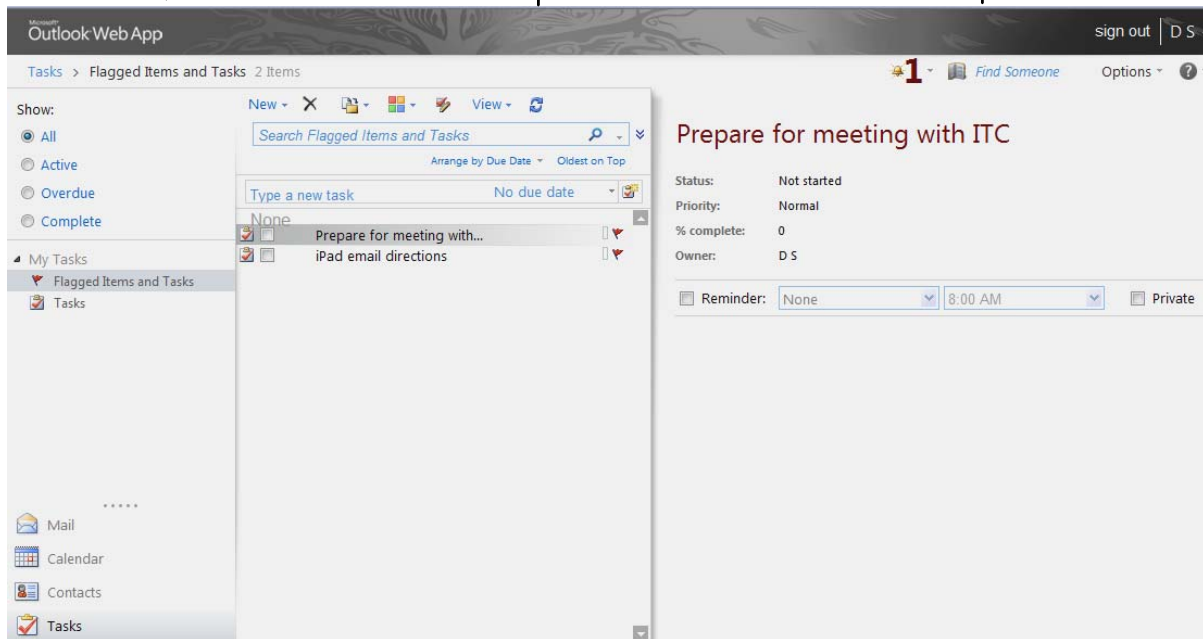 Microsoft
Outlook Web App
sign out D S
Tasks > Flagged Items and Tasks 2 Items
1 Find Someone Options
Show:
All
Active
Overdue
Complete
My Tasks
Flagged Items and Tasks
Tasks
Mail
Calendar
Contacts
Tasks
New View
Search Flagged Items and Tasks
Arrange by Due Date Oldest on Top
Type a new task No due date
None
Prepare for meeting with...
iPad email directions
Prepare for meeting with ITC
Status: Not started
Priority: Normal
% complete: 0
Owner: D S
Reminder: None 8:00 AM Private